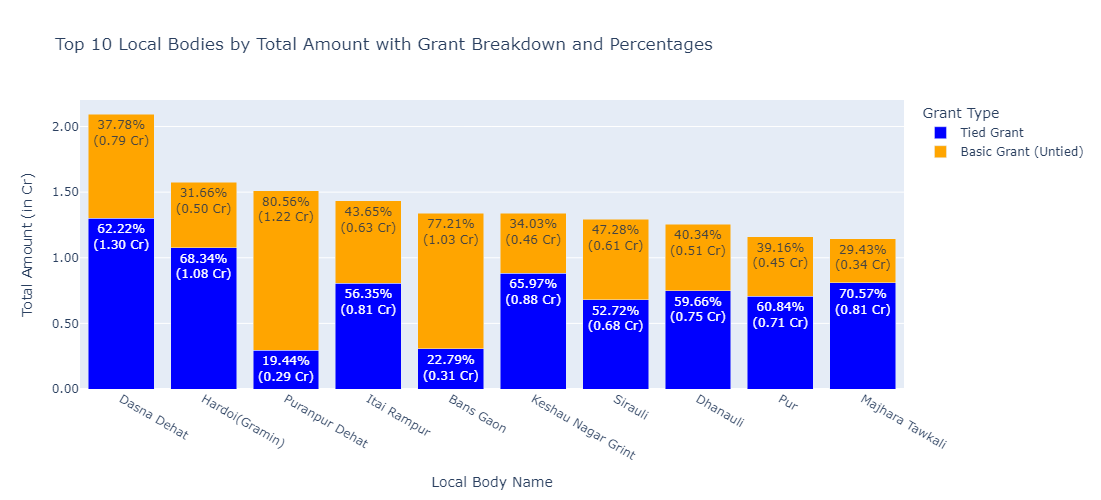 Top 10 Local Bodies by Total Amount with Grant Breakdown and Percentages
Grant Type
Tied Grant
Basic Grant (Untied)
Total Amount (in Cr)
2.00
1.50
1.00
0.50
0.00
37.78%
(0.79 Cr)
62.22%
(1.30 Cr)
31.66%
(0.50 Cr)
68.34%
(1.08 Cr)
80.56%
(1.22 Cr)
19.44%
(0.29 Cr)
43.65%
(0.63 Cr)
56.35%
(0.81 Cr)
77.21%
(1.03 Cr)
22.79%
(0.31 Cr)
34.03%
(0.46 Cr)
65.97%
(0.88 Cr)
47.28%
(0.61 Cr)
52.72%
(0.68 Cr)
40.34%
(0.51 Cr)
59.66%
(0.75 Cr)
39.16%
(0.45 Cr)
60.84%
(0.71 Cr)
29.43%
(0.34 Cr)
70.57%
(0.81 Cr)
Dasna Dehat
Hardoi(Gramin)
Puranpur Dehat
Itai Rampur
Bans Gaon
Keshau Nagar Grint
Sirauli
Dhanauli
Pur
Majhara Tawkali
Local Body Name